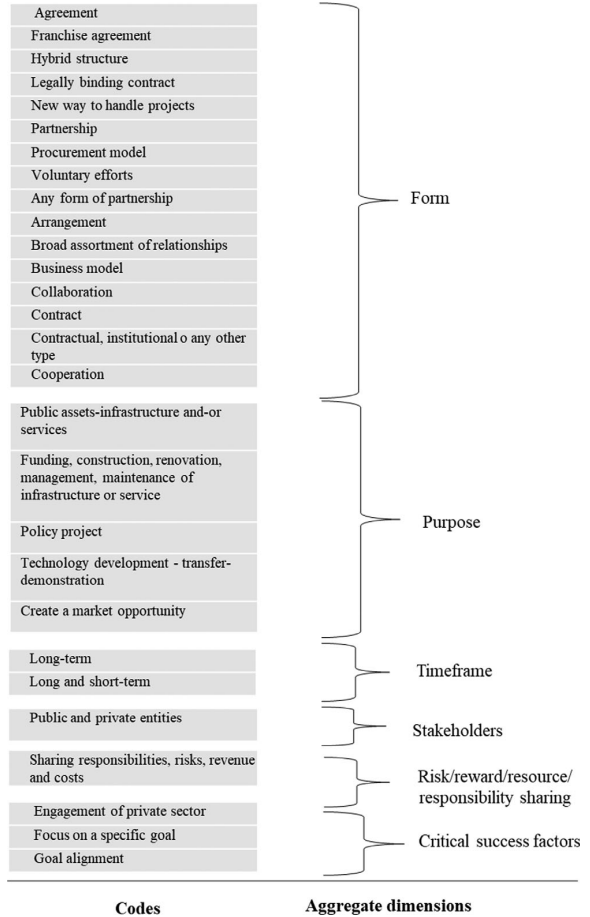 Agreement
Franchise agreement
Hybrid structure
Legally binding contract
New way to handle projects
Partnership
Procurement model
Voluntary efforts
Any form of partnership
Arrangement
Broad assortment of relationships
Business model
Collaboration
Contract
Contractual, institutional o any other
type
Cooperation
Form
Public assets-infrastructure and-or
services
Funding, construction, renovation,
management, maintenance of
infrastructure or service
Policy project
Technology development - transfer-
demonstration
Create a market opportunity
Purpose
Long-term
Long and short-term
Timeframe
Public and private entities
Stakeholders
Sharing responsibilities, risks, revenue
and costs
Risk/reward/resource/
responsibility sharing
Engagement of private sector
Focus on a specific goal
Goal alignment
Critical success factors
Codes
Aggregate dimensions